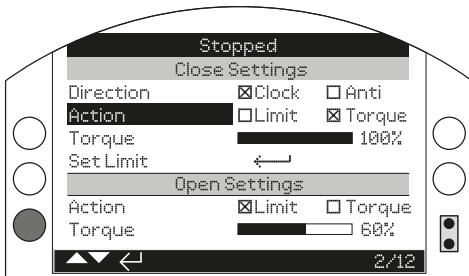 Stopped
Close Settings
Direction ☒Clock ☐Anti
Action ☐Limit ☒Torque
Torque 100%
Set Limit
Open Settings
Action ☒Limit ☐Torque
Torque 60%
2/12